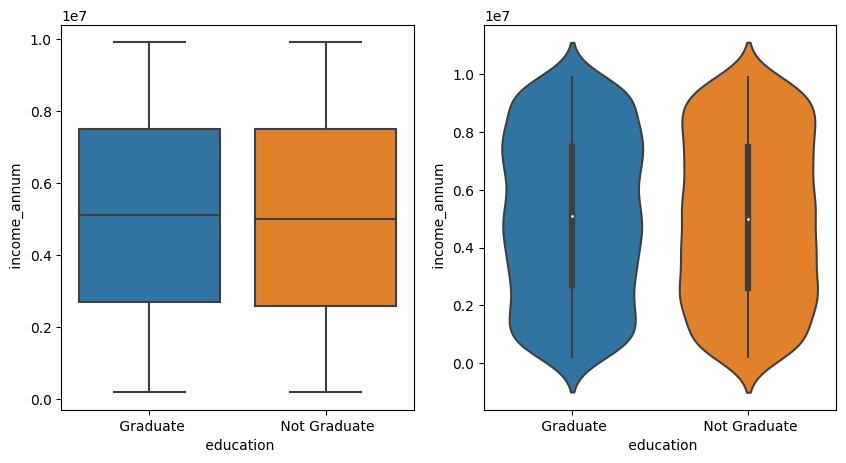 1e7
1.0
0.8
0.6
0.4
0.2
0.0
income_annum
Graduate
Not Graduate
education
1e7
1.0
0.8
0.6
0.4
0.2
0.0
income_annum
Graduate
Not Graduate
education